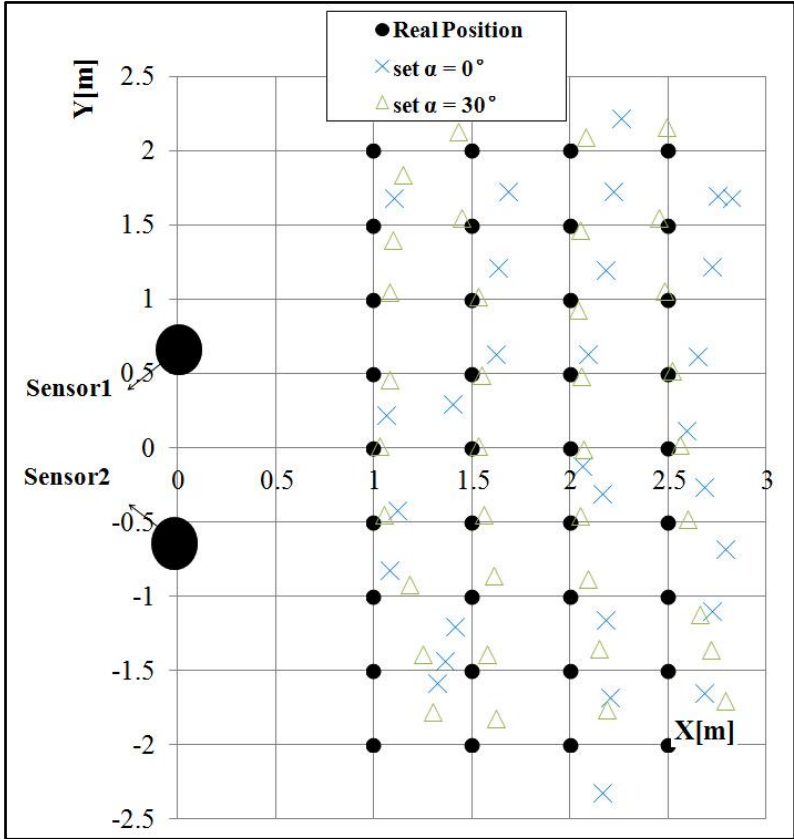 Real Position
set α = 0°
set α = 30°
Y[m]
2.5
2
1.5
1
0.5
0
-0.5
-1
-1.5
-2
-2.5
Sensor1
Sensor2
0 0.5 1 1.5 2 2.5 3
X[m]